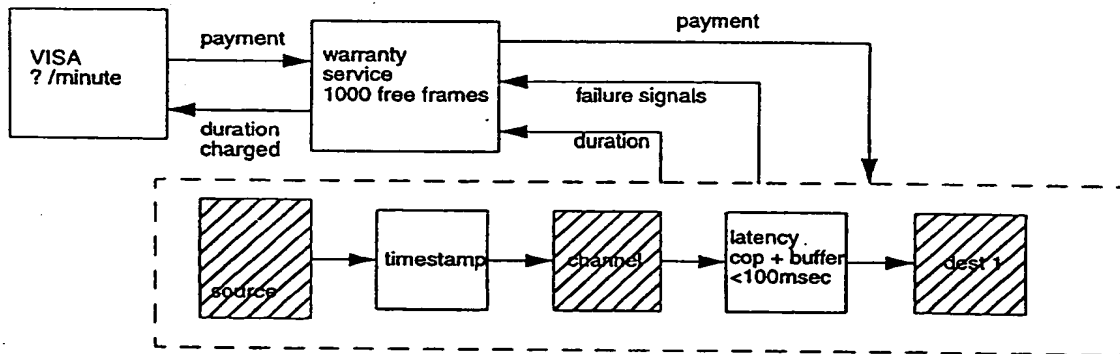 VISA
? /minute
payment
duration
charged
warranty
service
1000 free frames
payment
failure signals
duration
source
timestamp
channel
latency
cop + buffer
<100msec
dest 1